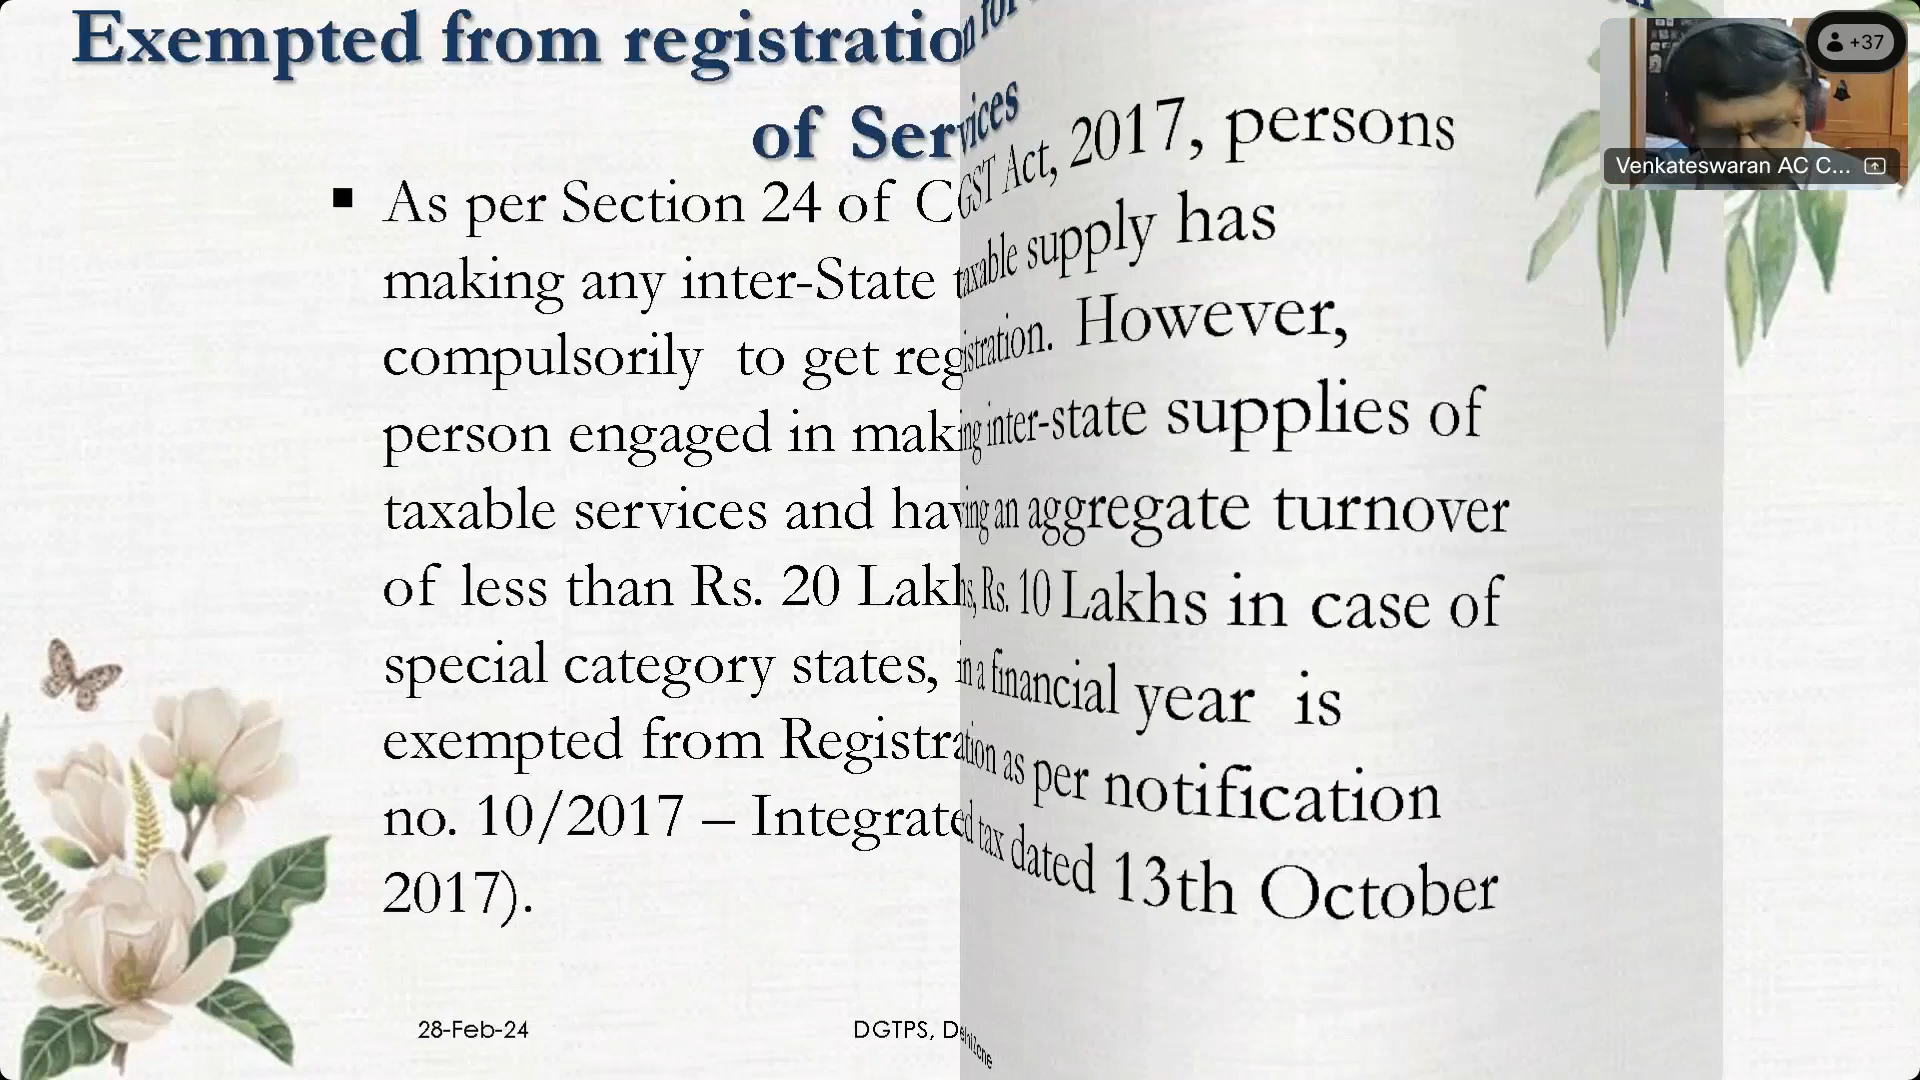 Exempted from registration for
of Services
▪ As per Section 24 of CGST Act, 2017, persons
making any inter-State taxable supply has
compulsorily to get registration. However,
person engaged in making inter-state supplies of
taxable services and having an aggregate turnover
of less than Rs. 20 Lakhs, Rs. 10 Lakhs in case of
special category states, in a financial year is
exempted from Registration as per notification
no. 10/2017 – Integrated tax dated 13th October
2017).
28-Feb-24
DGTPS, Delhi Zone
+37
Venkateswaran AC C...